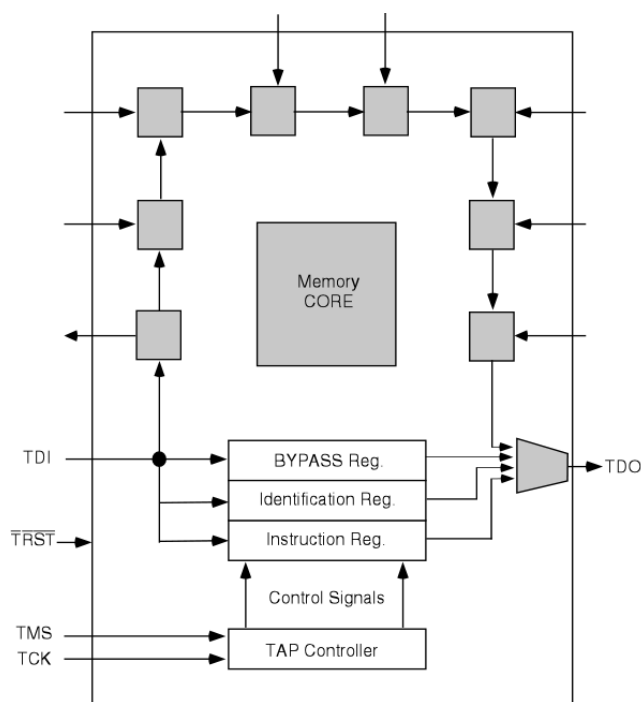 Memory
CORE
TDI
BYPASS Reg.
TDO
Identification Reg.
TRST
Instruction Reg.
Control Signals
TMS
TCK
TAP Controller